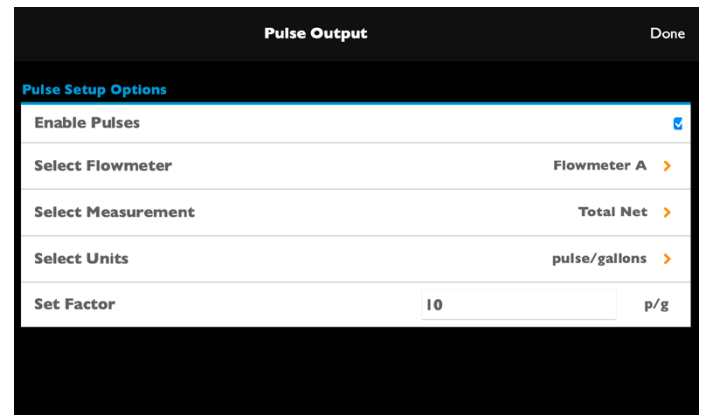 Pulse Output Done
Pulse Setup Options
Enable Pulses
Select Flowmeter Flowmeter A
Select Measurement Total Net
Select Units pulse/gallons
Set Factor 10 p/g